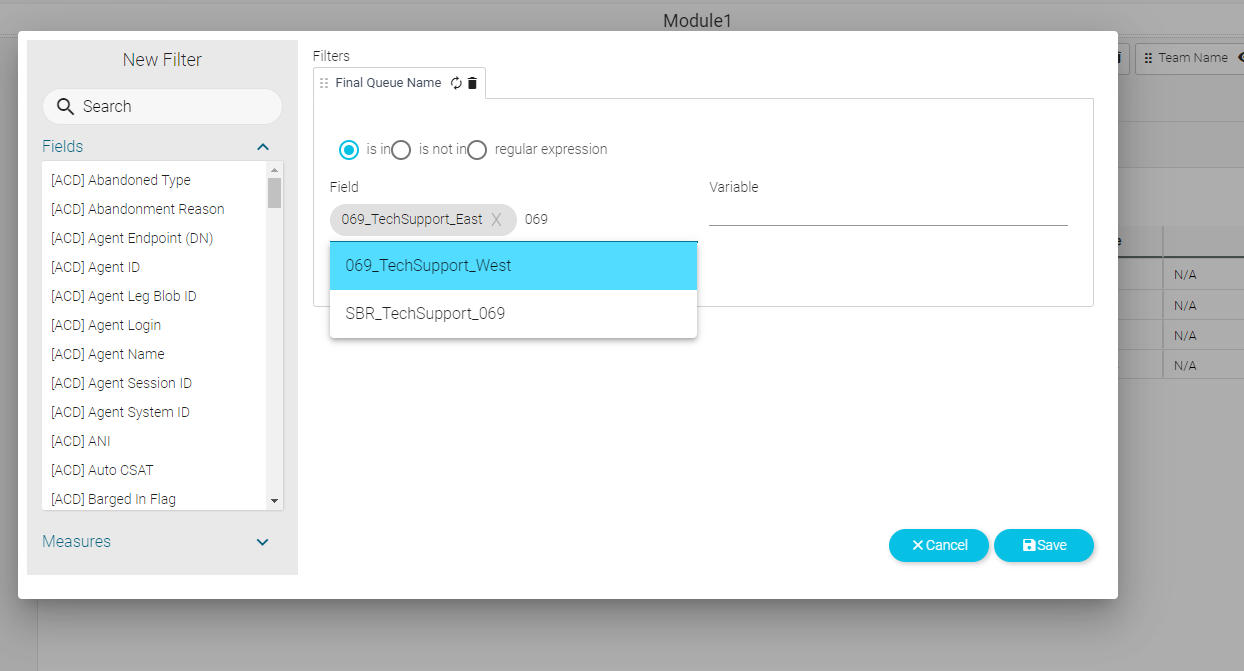 Module1
New Filter
Search
Fields
[ACD] Abandoned Type
[ACD] Abandonment Reason
[ACD] Agent Endpoint (DN)
[ACD] Agent ID
[ACD] Agent Leg Blob ID
[ACD] Agent Login
[ACD] Agent Name
[ACD] Agent Session ID
[ACD] Agent System ID
[ACD] ANI
[ACD] Auto CSAT
[ACD] Barged In Flag
Measures
Filters
Final Queue Name
is in is not in regular expression
Field Variable
069_TechSupport_East X 069
069_TechSupport_West
SBR_TechSupport_069
Cancel Save
Team Name
N/A
N/A
N/A
N/A